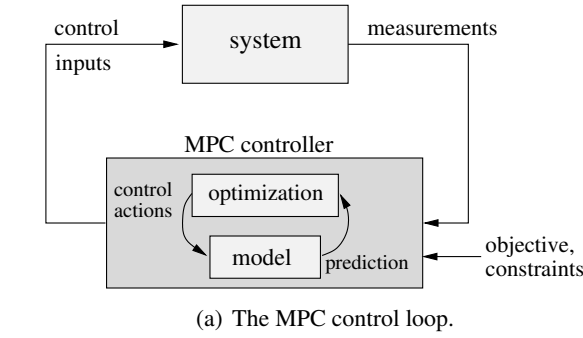 control
inputs
system
measurements
MPC controller
control
actions
optimization
model
prediction
objective,
constraints
(a) The MPC control loop.